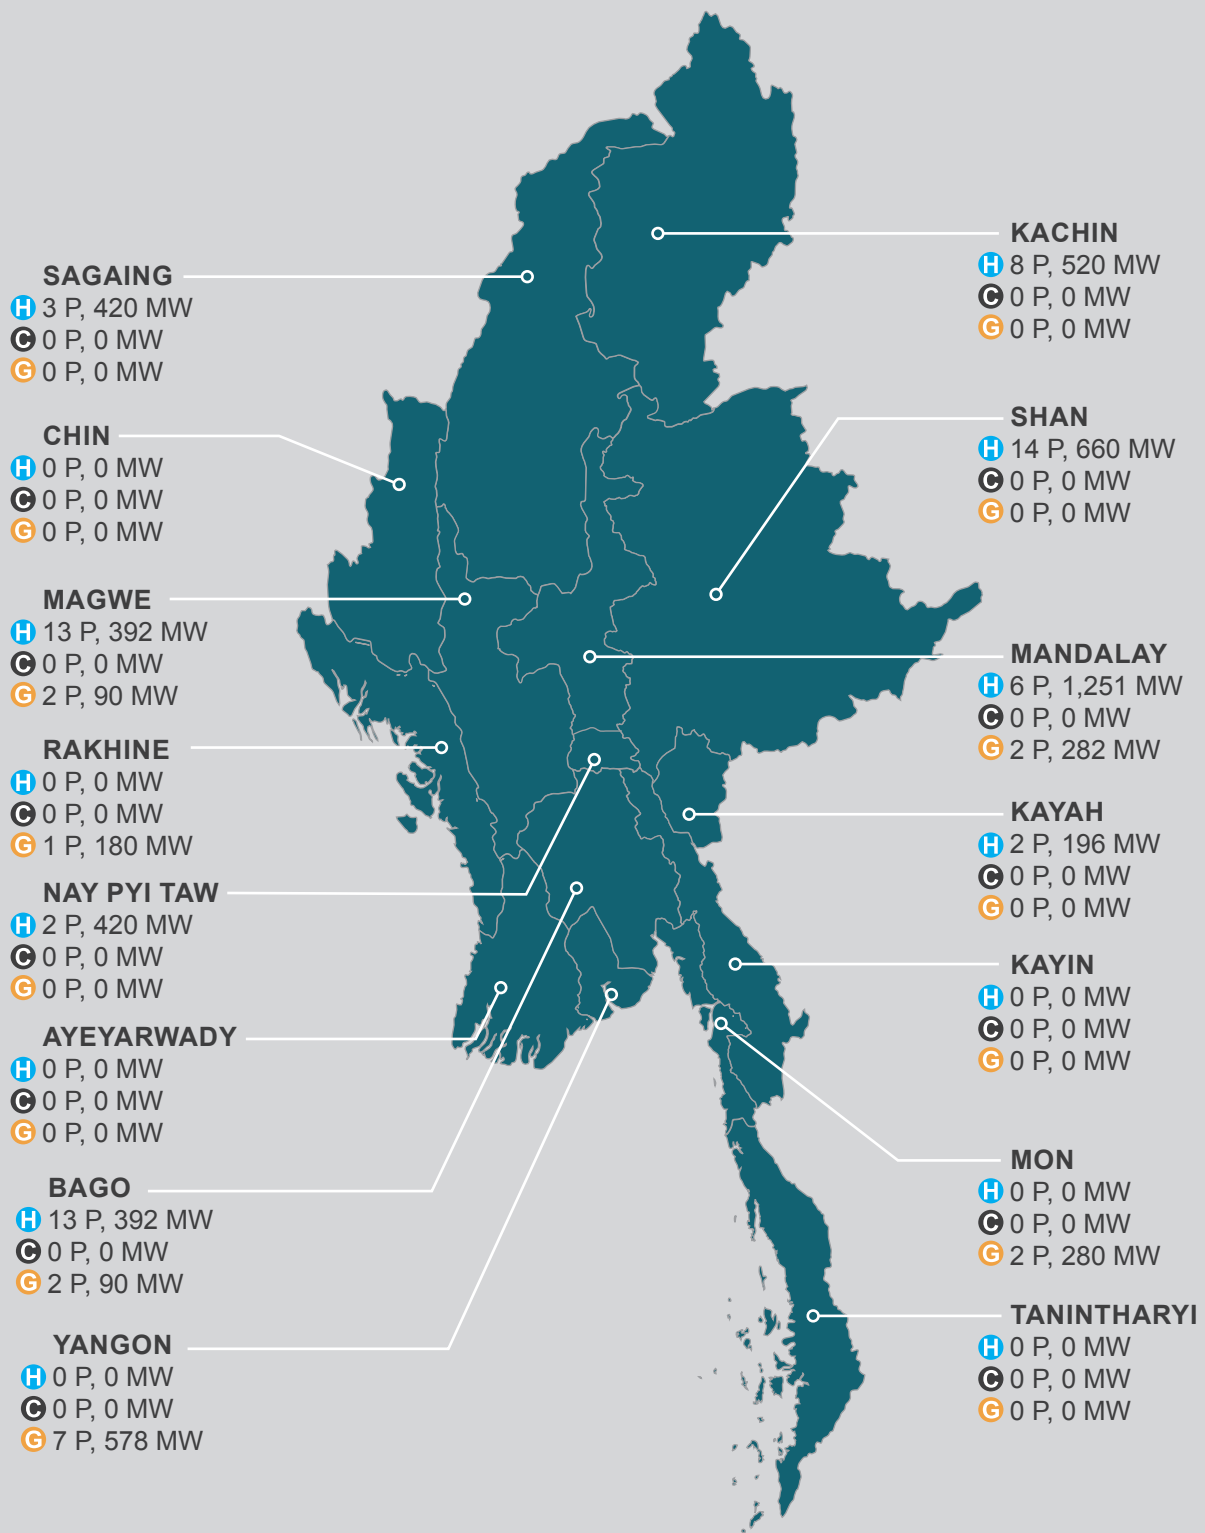 SAGAING
H 3 P, 420 MW
C 0 P, 0 MW
G 0 P, 0 MW
CHIN
H 0 P, 0 MW
C 0 P, 0 MW
G 0 P, 0 MW
MAGWE
H 13 P, 392 MW
C 0 P, 0 MW
G 2 P, 90 MW
RAKHINE
H 0 P, 0 MW
C 0 P, 0 MW
G 1 P, 180 MW
NAY PYI TAW
H 2 P, 420 MW
C 0 P, 0 MW
G 0 P, 0 MW
AYEYARWADY
H 0 P, 0 MW
C 0 P, 0 MW
G 0 P, 0 MW
BAGO
H 13 P, 392 MW
C 0 P, 0 MW
G 2 P, 90 MW
YANGON
H 0 P, 0 MW
C 0 P, 0 MW
G 7 P, 578 MW
KACHIN
H 8 P, 520 MW
C 0 P, 0 MW
G 0 P, 0 MW
SHAN
H 14 P, 660 MW
C 0 P, 0 MW
G 0 P, 0 MW
MANDALAY
H 6 P, 1,251 MW
C 0 P, 0 MW
G 2 P, 282 MW
KAYAH
H 2 P, 196 MW
C 0 P, 0 MW
G 0 P, 0 MW
KAYIN
H 0 P, 0 MW
C 0 P, 0 MW
G 0 P, 0 MW
MON
H 0 P, 0 MW
C 0 P, 0 MW
G 2 P, 280 MW
TANINTHARYI
H 0 P, 0 MW
C 0 P, 0 MW
G 0 P, 0 MW